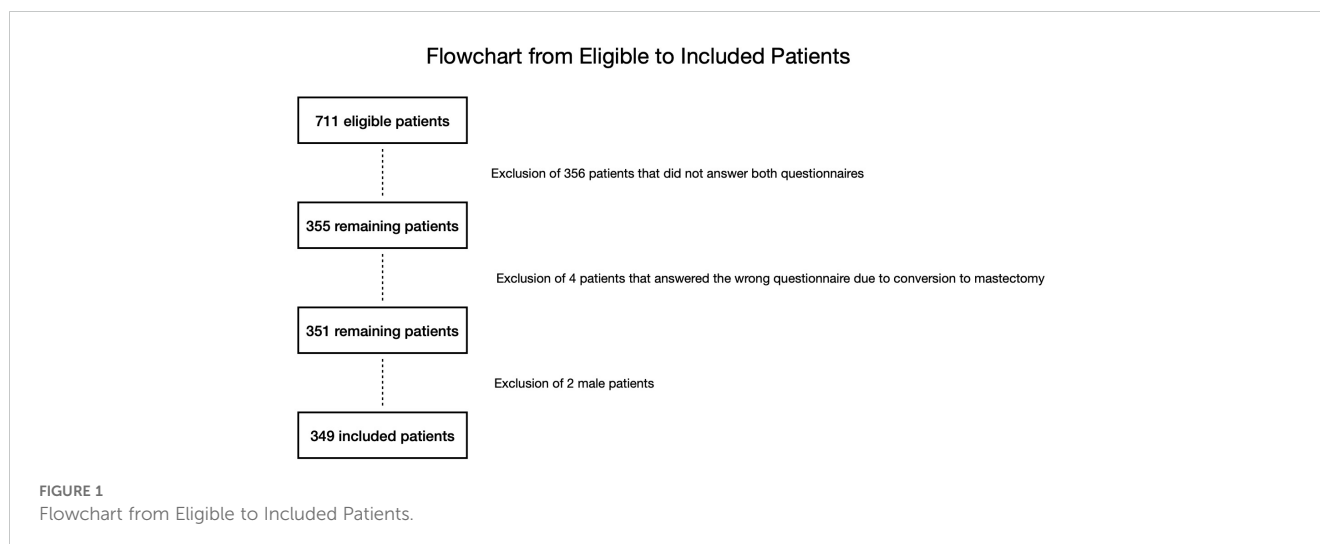 Flowchart from Eligible to Included Patients
711 eligible patients
Exclusion of 356 patients that did not answer both questionnaires
355 remaining patients
Exclusion of 4 patients that answered the wrong questionnaire due to conversion to mastectomy
351 remaining patients
Exclusion of 2 male patients
349 included patients
FIGURE 1
Flowchart from Eligible to Included Patients.